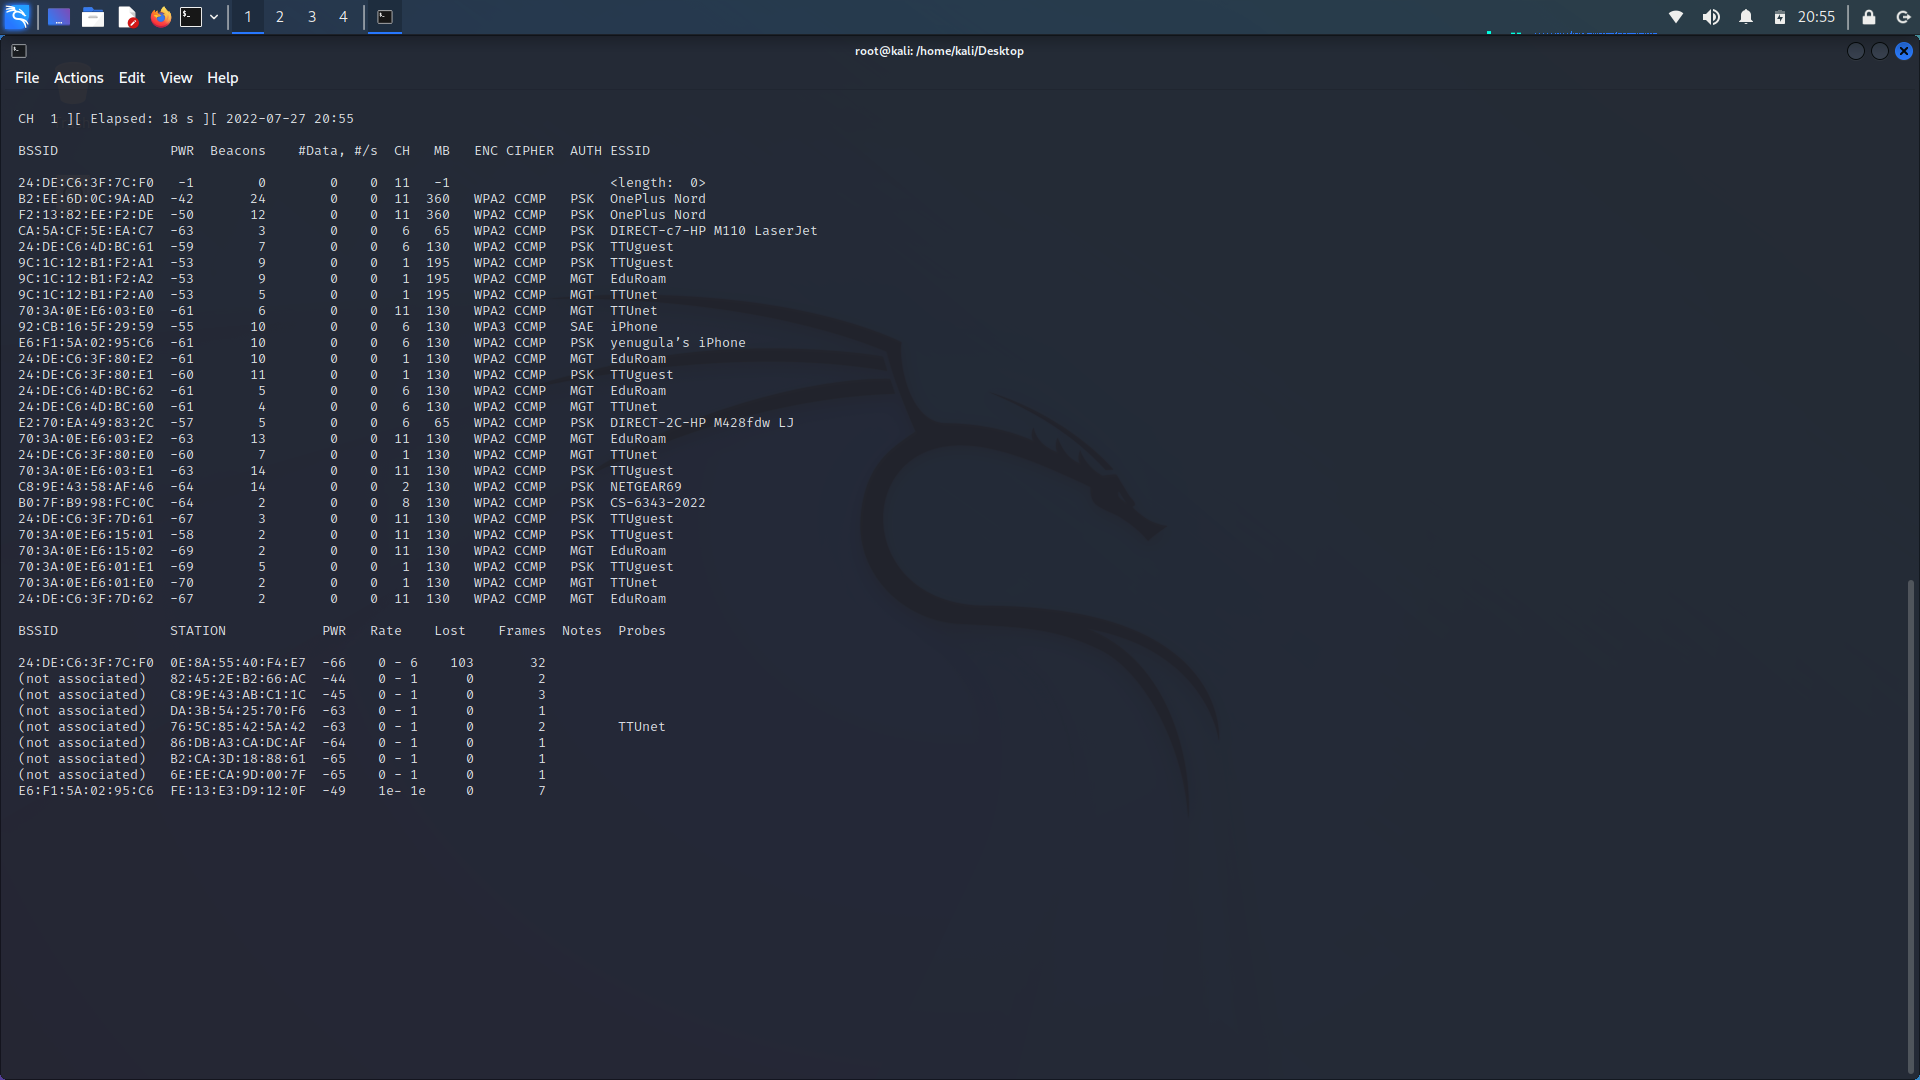 1 2 3 4 20:55
root@kali: /home/kali/Desktop
File Actions Edit View Help
CH 1 ][ Elapsed: 18 s ][ 2022-07-27 20:55
BSSID PWR Beacons #Data, #/s CH MB ENC CIPHER AUTH ESSID
24:DE:C6:3F:7C:F0 -1 0 0 0 11 -1 <length: 0>
B2:EE:6D:0C:9A:AD -42 24 0 0 11 360 WPA2 CCMP PSK OnePlus Nord
F2:13:82:EE:F2:DE -50 12 0 0 11 360 WPA2 CCMP PSK OnePlus Nord
CA:5A:CF:5E:EA:C7 -63 3 0 0 6 65 WPA2 CCMP PSK DIRECT-c7-HP M110 LaserJet
24:DE:C6:4D:BC:61 -59 7 0 0 6 130 WPA2 CCMP PSK TTUguest
9C:1C:12:B1:F2:A1 -53 9 0 0 1 195 WPA2 CCMP PSK TTUguest
9C:1C:12:B1:F2:A2 -53 9 0 0 1 195 WPA2 CCMP MGT EduRoam
9C:1C:12:B1:F2:A0 -53 5 0 0 1 195 WPA2 CCMP MGT TTUnet
70:3A:0E:E6:03:E0 -61 6 0 0 11 130 WPA2 CCMP MGT TTUnet
92:CB:16:5F:29:59 -55 10 0 0 6 130 WPA3 CCMP SAE iPhone
E6:F1:5A:02:95:C6 -61 10 0 0 6 130 WPA2 CCMP PSK yenugula’s iPhone
24:DE:C6:3F:80:E2 -61 10 0 0 1 130 WPA2 CCMP MGT EduRoam
24:DE:C6:3F:80:E1 -60 11 0 0 1 130 WPA2 CCMP PSK TTUguest
24:DE:C6:4D:BC:62 -61 5 0 0 6 130 WPA2 CCMP MGT EduRoam
24:DE:C6:4D:BC:60 -61 4 0 0 6 130 WPA2 CCMP MGT TTUnet
E2:70:EA:49:83:2C -57 5 0 0 6 65 WPA2 CCMP PSK DIRECT-2C-HP M428fdw LJ
70:3A:0E:E6:03:E2 -63 13 0 0 11 130 WPA2 CCMP MGT EduRoam
24:DE:C6:3F:80:E0 -60 7 0 0 1 130 WPA2 CCMP MGT TTUnet
70:3A:0E:E6:03:E1 -63 14 0 0 11 130 WPA2 CCMP PSK TTUguest
C8:9E:43:58:AF:46 -64 14 0 0 2 130 WPA2 CCMP PSK NETGEAR69
B0:7F:B9:98:FC:0C -64 2 0 0 8 130 WPA2 CCMP PSK CS-6343-2022
24:DE:C6:3F:7D:61 -67 3 0 0 11 130 WPA2 CCMP PSK TTUguest
70:3A:0E:E6:15:01 -58 2 0 0 11 130 WPA2 CCMP PSK TTUguest
70:3A:0E:E6:15:02 -69 2 0 0 11 130 WPA2 CCMP MGT EduRoam
70:3A:0E:E6:01:E1 -69 5 0 0 1 130 WPA2 CCMP PSK TTUguest
70:3A:0E:E6:01:E0 -70 2 0 0 1 130 WPA2 CCMP MGT TTUnet
24:DE:C6:3F:7D:62 -67 2 0 0 11 130 WPA2 CCMP MGT EduRoam
BSSID STATION PWR Rate Lost Frames Notes Probes
24:DE:C6:3F:7C:F0 0E:8A:55:40:F4:E7 -66 0 - 6 103 32
(not associated) 82:45:2E:B2:66:AC -44 0 - 1 0 2
(not associated) C8:9E:43:AB:C1:1C -45 0 - 1 0 3
(not associated) DA:3B:54:25:70:F6 -63 0 - 1 0 1
(not associated) 76:5C:85:42:5A:42 -63 0 - 1 0 2 TTUnet
(not associated) 86:DB:A3:CA:DC:AF -64 0 - 1 0 1
(not associated) B2:CA:3D:18:88:61 -65 0 - 1 0 1
(not associated) 6E:EE:CA:9D:00:7F -65 0 - 1 0 1
E6:F1:5A:02:95:C6 FE:13:E3:D9:12:0F -49 1e- 1e 0 7